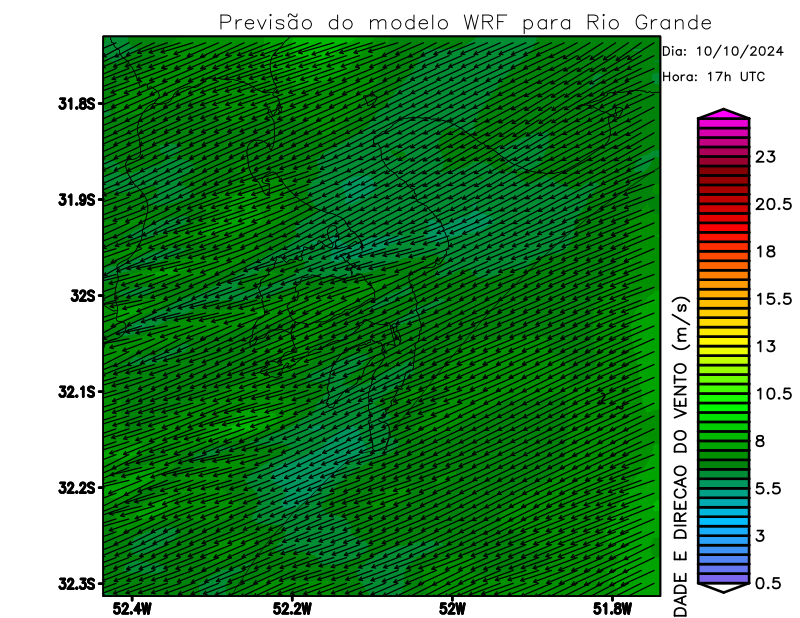 Previsão do modelo WRF para Rio Grande
Dia: 10/10/2024
Hora: 17h UTC
31.8S
31.9S
32S
32.1S
32.2S
32.3S
52.4W
52.2W
52W
51.8W
DADE E DIRECAO DO VENTO (m/s)
23
20.5
18
15.5
13
10.5
8
5.5
3
0.5